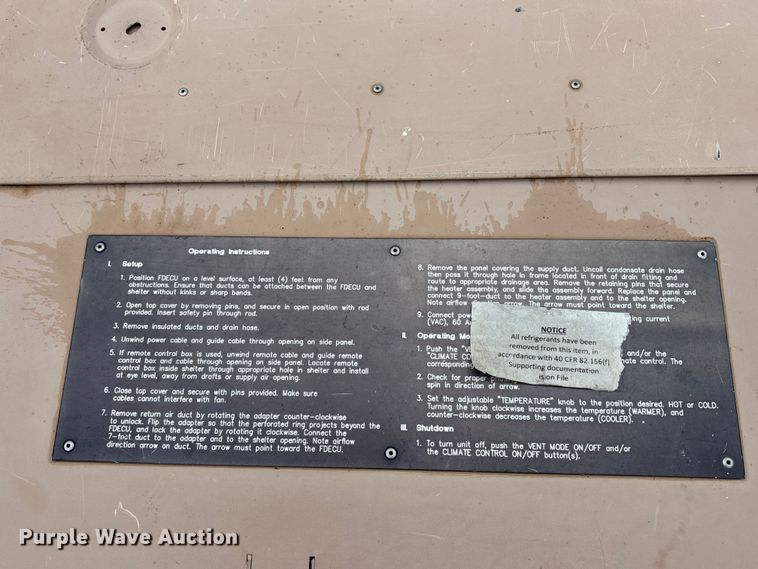 Operating Instructions
I. Setup
1. Position FDECU on a level surface, at least (4) feet from any
obstructions. Ensure that ducts can be attached between the FDECU and
shelter without kinks or sharp bends.
2. Open top cover by removing pins, and secure in open position with rod
provided. Insert safety pin through rod.
3. Remove insulated ducts and drain hose.
4. Unwind power cable and guide cable through opening on side panel.
5. If remote control box is used, unwind remote cable and guide remote
control box and cable through opening on side panel. Locate remote
control box inside shelter through appropriate hole in shelter and install
at eye level, away from drafts or supply air opening.
6. Close top cover and secure with pins provided. Make sure
cables cannot interfere with fan.
7. Remove return air duct by rotating the adapter counter-clockwise
to unlock. Flip the adapter so that the perforated ring projects beyond the
FDECU, and lock the adapter by rotating it clockwise. Connect the
7-foot duct to the adapter and to the shelter opening. Note airflow
direction arrow on duct. The arrow must point toward the FDECU.
8. Remove the panel covering the supply duct. Uncoil condensate drain hose
then pass it through hole in frame located in front of drain fitting and
route to appropriate drainage area. Remove the retaining pins that secure
the heater assembly, and slide the assembly forward. Replace the panel and
connect 9-foot-duct to the heater assembly and to the shelter opening.
Note airflow arrow. The arrow must point toward the shelter.
9. Connect current
(VAC), 60
II. Operating
1. Push the and/or the
"CLIMATE control. The
2. Check for proper
spin in direction of arrow.
3. Set the adjustable "TEMPERATURE" knob to the position desired. HOT or COLD.
Turning the knob clockwise increases the temperature (WARMER), and
counter-clockwise decreases the temperature (COOLER).
III. Shutdown
1. To turn unit off, push the VENT MODE ON/OFF and/or
the CLIMATE CONTROL ON/OFF button(s).
NOTICE
All refrigerants have been
removed from this item, in
accordance with 40 CFR 82.156(f)
Supporting documentation
is on File
Purple Wave Auction